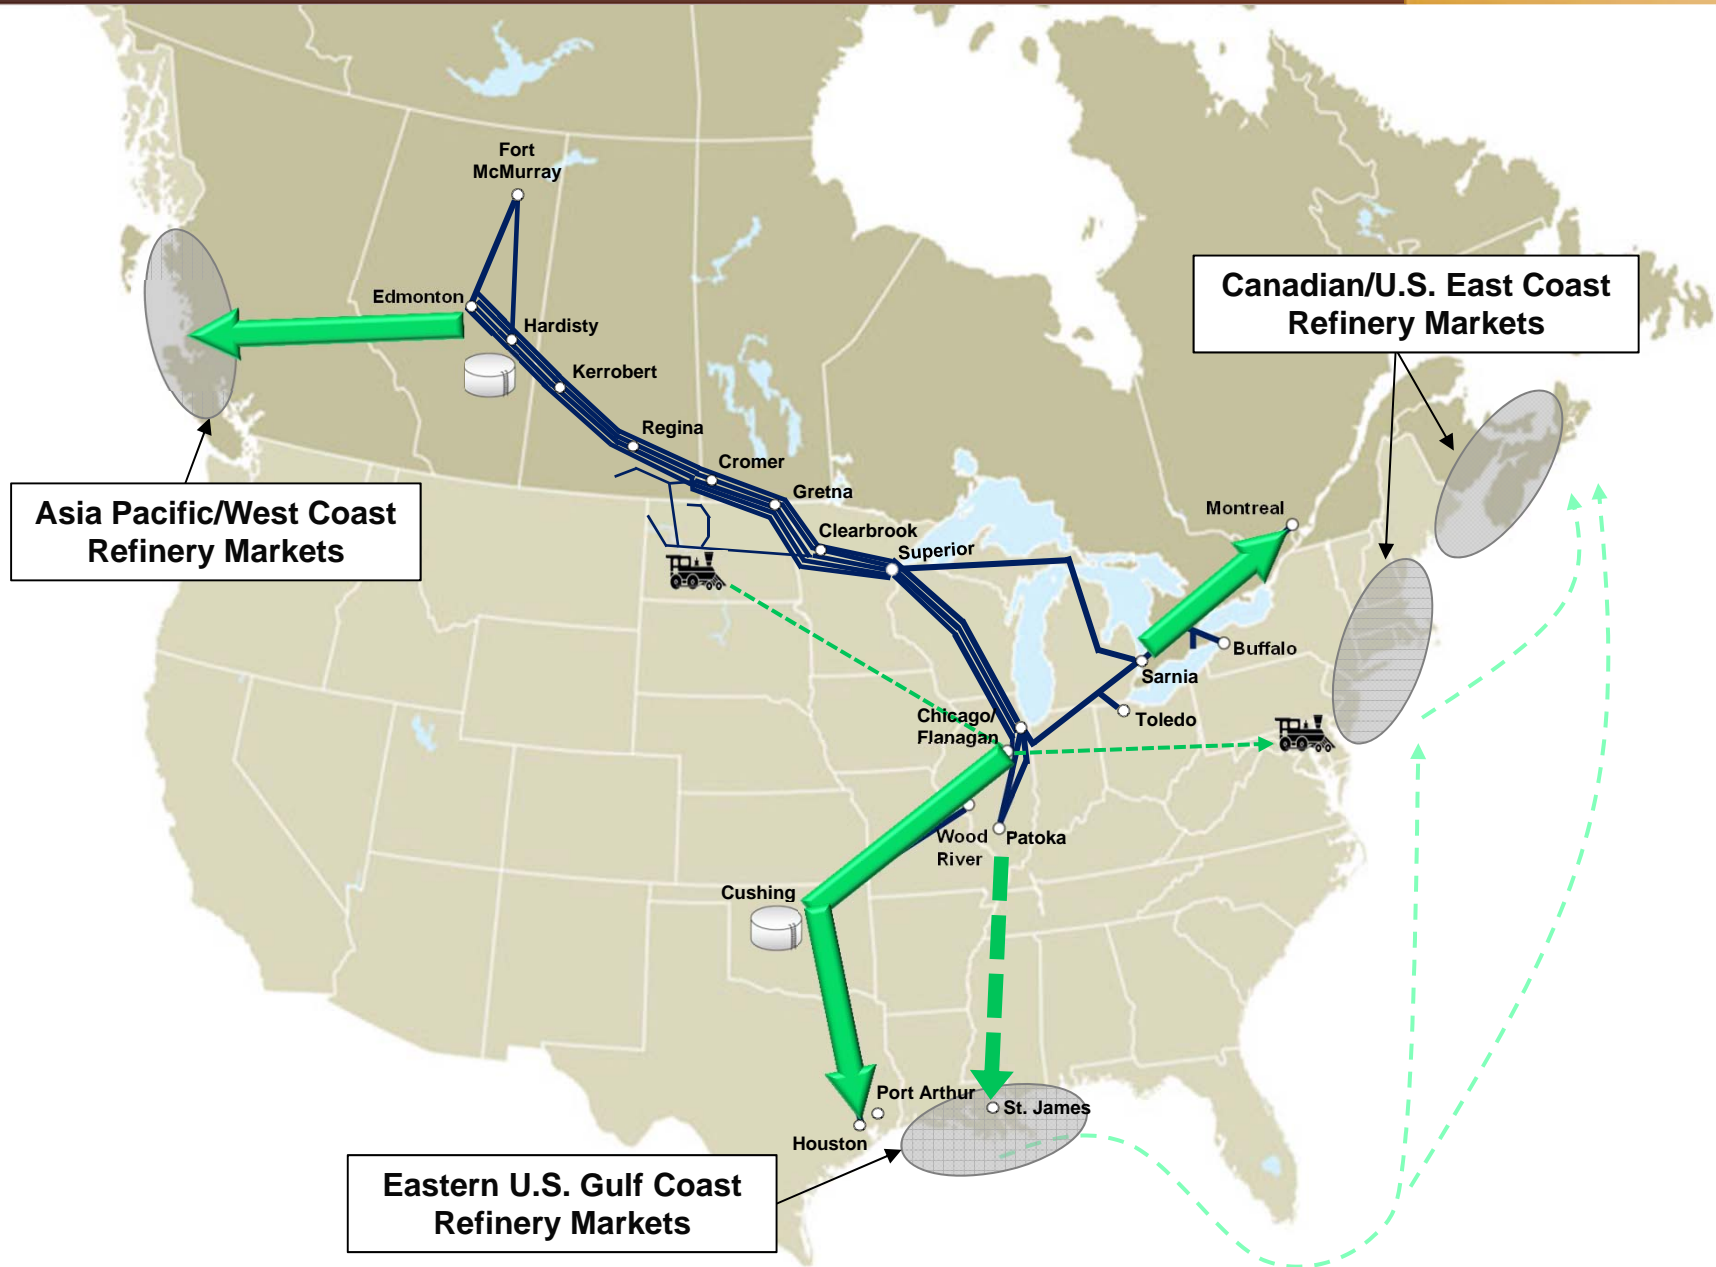 Fort
McMurray
Edmonton
Hardisty
Kerrobert
Regina
Cromer
Gretna
Clearbrook
Superior
Canadian/U.S. East Coast
Refinery Markets
Asia Pacific/West Coast
Refinery Markets
Montreal
Buffalo
Sarnia
Toledo
Chicago/
Flanagan
Wood
River
Patoka
Cushing
Port Arthur
St. James
Houston
Eastern U.S. Gulf Coast
Refinery Markets